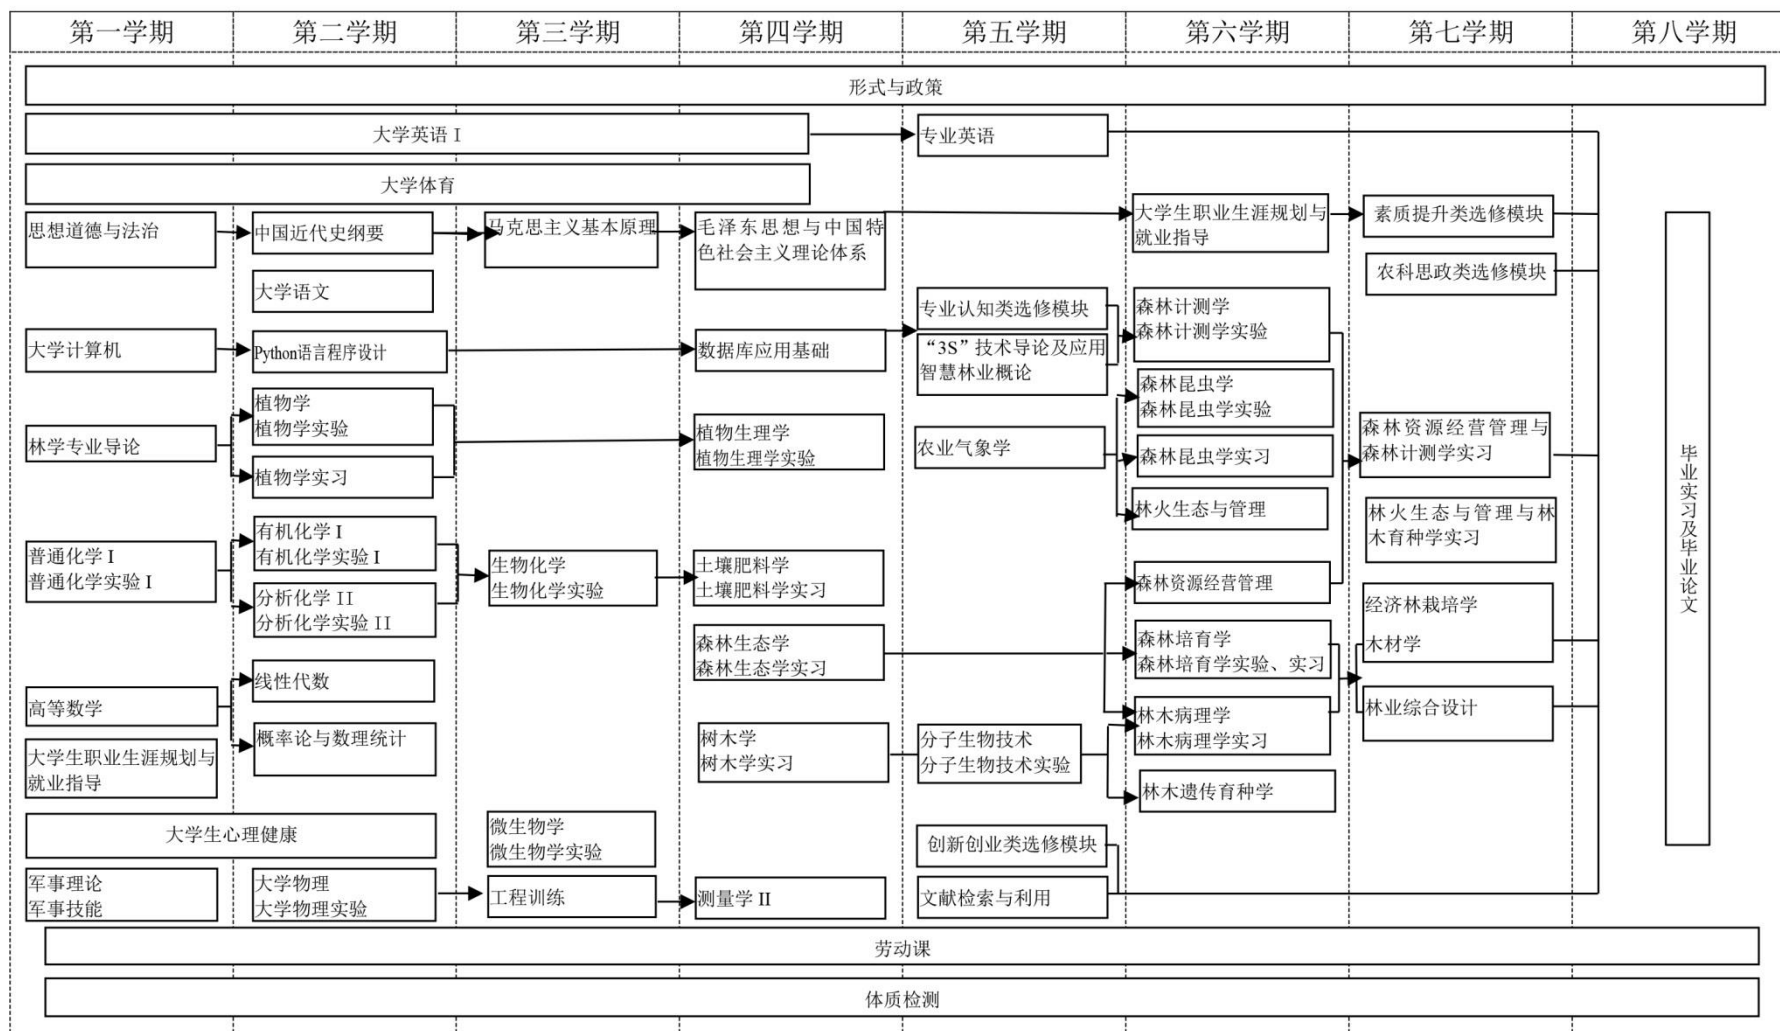 第一学期
第二学期
第三学期
第四学期
第五学期
第六学期
第七学期
第八学期
形式与政策
大学英语 I
专业英语
大学体育
思想道德与法治
中国近代史纲要
马克思主义基本原理
毛泽东思想与中国特
色社会主义理论体系
大学生职业生涯规划与
就业指导
素质提升类选修模块
大学语文
农科思政类选修模块
大学计算机
Python语言程序设计
数据库应用基础
专业认知类选修模块
“3S”技术导论及应用
智慧林业概论
森林计测学
森林计测学实验
林学专业导论
植物学
植物学实验
植物学实习
植物生理学
植物生理学实验
农业气象学
森林昆虫学
森林昆虫学实验
森林昆虫学实习
林火生态与管理
森林资源经营管理与
森林计测学实习
林火生态与管理与林
木育种学实习
普通化学 I
普通化学实验 I
有机化学 I
有机化学实验 I
分析化学 II
分析化学实验 II
生物化学
生物化学实验
土壤肥料学
土壤肥料学实习
森林资源经营管理
森林生态学
森林生态学实习
森林培育学
森林培育学实验、实习
经济林栽培学
木材学
高等数学
线性代数
概率论与数理统计
树木学
树木学实习
分子生物技术
分子生物技术实验
林木病理学
林木病理学实习
林木遗传育种学
林业综合设计
大学生职业生涯规划与
就业指导
大学生心理健康
微生物学
微生物学实验
创新创业类选修模块
军事理论
军事技能
大学物理
大学物理实验
工程训练
测量学 II
文献检索与利用
毕业实习及毕业论文
劳动课
体质检测